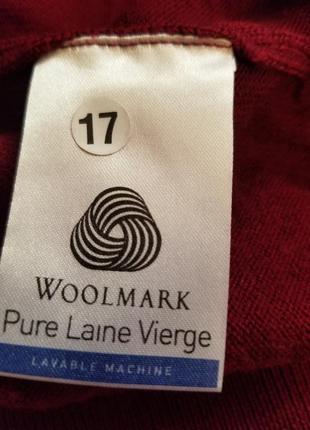 17
WOOLMARK
Pure Laine Vierge
LAVABLE MACHINE